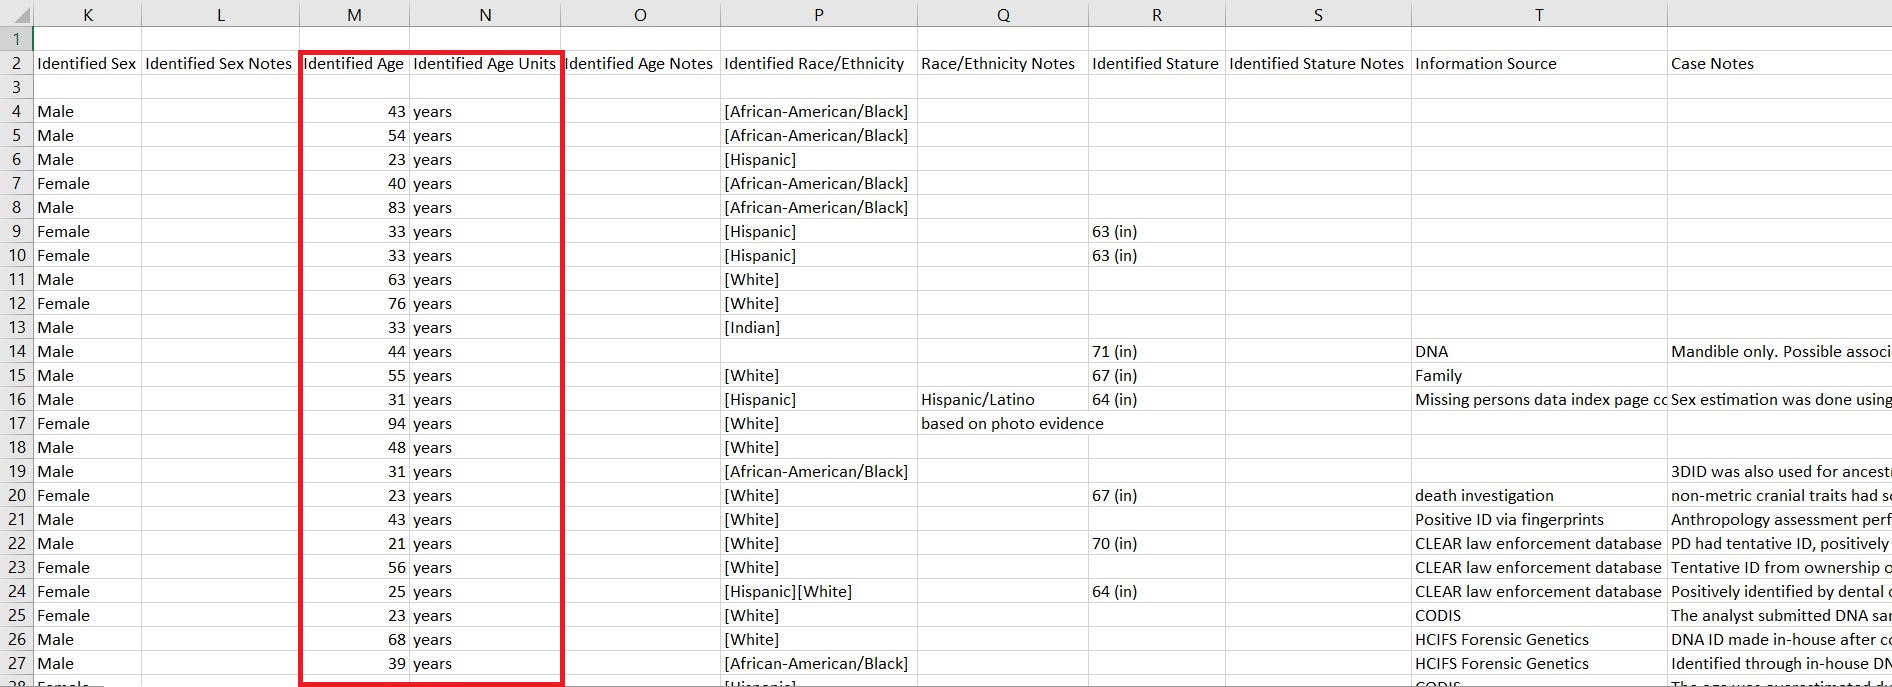 K L M N O P Q R S T
1
2 Identified Sex Identified Sex Notes Identified Age Identified Age Units Identified Age Notes Identified Race/Ethnicity Race/Ethnicity Notes Identified Stature Identified Stature Notes Information Source Case Notes
3
4 Male 43 years [African-American/Black]
5 Male 54 years [African-American/Black]
6 Male 23 years [Hispanic]
7 Female 40 years [African-American/Black]
8 Male 83 years [African-American/Black]
9 Female 33 years [Hispanic] 63 (in)
10 Female 33 years [Hispanic] 63 (in)
11 Male 63 years [White]
12 Female 76 years [White]
13 Male 33 years [Indian]
14 Male 44 years 71 (in) DNA Mandible only. Possible associ
15 Male 55 years [White] 67 (in) Family
16 Male 31 years [Hispanic] Hispanic/Latino 64 (in) Missing persons data index page cc Sex estimation was done using
17 Female 94 years [White] based on photo evidence
18 Male 48 years [White]
19 Male 31 years [African-American/Black] 3DID was also used for ancest
20 Female 23 years [White] 67 (in) death investigation non-metric cranial traits had s
21 Male 43 years [White] Positive ID via fingerprints Anthropology assessment perf
22 Male 21 years [White] 70 (in) CLEAR law enforcement database PD had tentative ID, positively
23 Female 56 years [White] CLEAR law enforcement database Tentative ID from ownership o
24 Female 25 years [Hispanic][White] 64 (in) CLEAR law enforcement database Positively identified by dental
25 Female 23 years [White] CODIS The analyst submitted DNA sa
26 Male 68 years [White] HCIFS Forensic Genetics DNA ID made in-house after c
27 Male 39 years [African-American/Black] HCIFS Forensic Genetics Identified through in-house DN